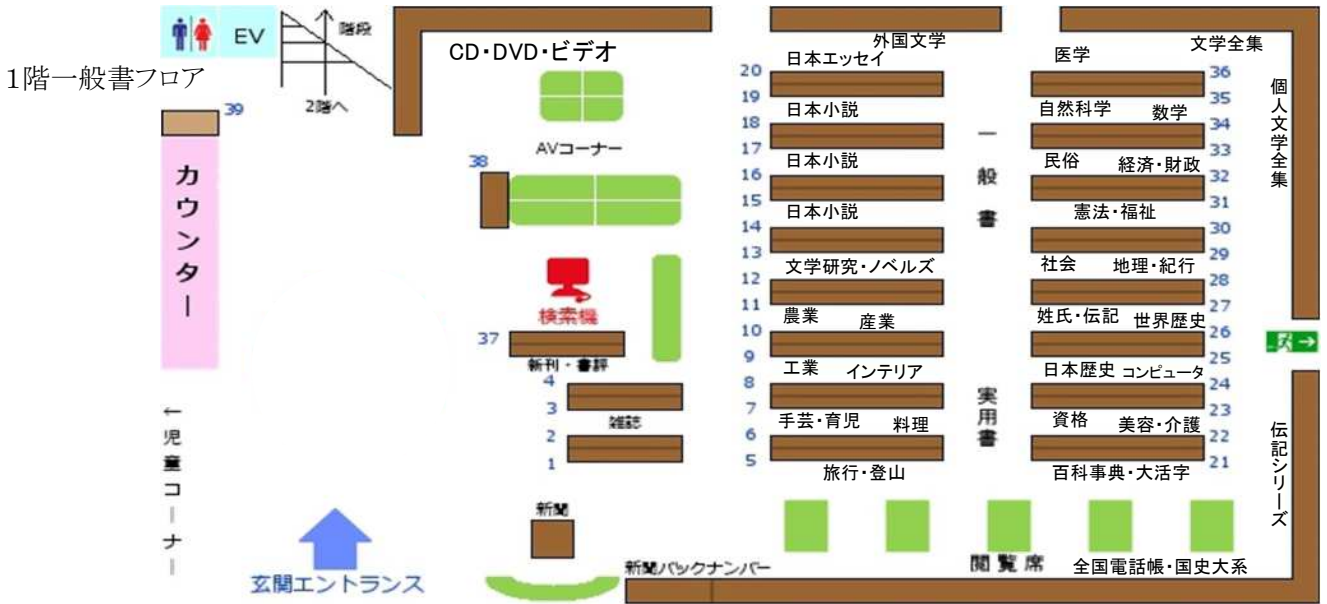 EV
階段
2階へ
1階一般書フロア
39
カウンター
←児童コーナー
玄関エントランス
CD・DVD・ビデオ
AVコーナー
38
検索機
37
新刊・書評
4
3
雑誌
2
1
新聞
新聞バックナンバー
外国文学
日本エッセイ
20
19
日本小説
18
17
日本小説
16
15
日本小説
14
13
文学研究・ノベルズ
12
11
農業 産業
10
9
工業 インテリア
8
7
手芸・育児 料理
6
5
旅行・登山
一般書
実用書
文学全集
医学
36
35
自然科学 数学
34
33
民俗 経済・財政
32
31
憲法・福祉
30
29
社会 地理・紀行
28
27
姓氏・伝記 世界歴史
26
25
日本歴史 コンピュータ
24
23
資格 美容・介護
22
21
百科事典・大活字
個人文学全集
伝記シリーズ
閲覧席
全国電話帳・国史大系